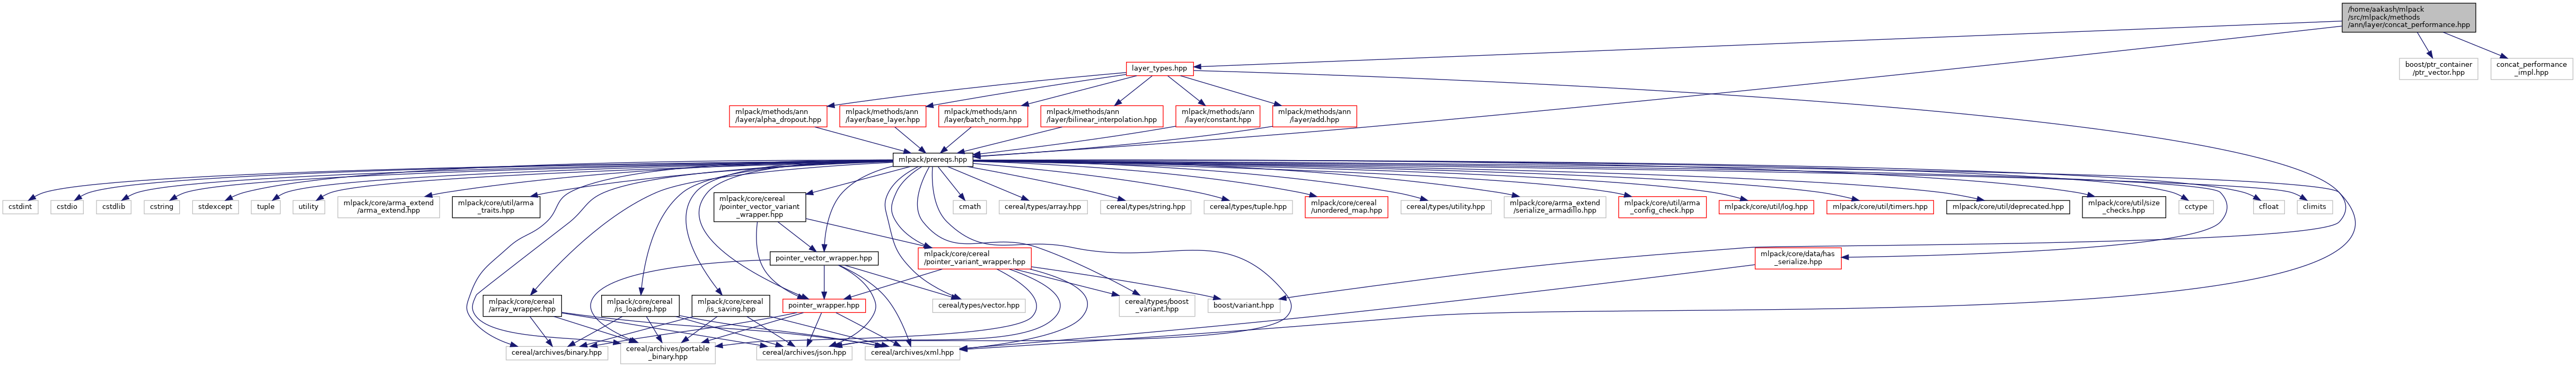 /home/aakash/mlpack
/src/mlpack/methods
/ann/layer/concat_performance.hpp
layer_types.hpp
boost/ptr_container
/ptr_vector.hpp
concat_performance
_impl.hpp
mlpack/methods/ann
/layer/alpha_dropout.hpp
mlpack/methods/ann
/layer/base_layer.hpp
mlpack/methods/ann
/layer/batch_norm.hpp
mlpack/methods/ann
/layer/bilinear_interpolation.hpp
mlpack/methods/ann
/layer/constant.hpp
mlpack/methods/ann
/layer/add.hpp
mlpack/prereqs.hpp
cstdint
cstdio
cstdlib
cstring
stdexcept
tuple
utility
mlpack/core/arma_extend
/arma_extend.hpp
mlpack/core/util/arma
_traits.hpp
mlpack/core/cereal
/pointer_vector_variant
_wrapper.hpp
cmath
cereal/types/array.hpp
cereal/types/string.hpp
cereal/types/tuple.hpp
mlpack/core/cereal
/unordered_map.hpp
cereal/types/utility.hpp
mlpack/core/arma_extend
/serialize_armadillo.hpp
mlpack/core/util/arma
_config_check.hpp
mlpack/core/util/log.hpp
mlpack/core/util/timers.hpp
mlpack/core/util/deprecated.hpp
mlpack/core/util/size
_checks.hpp
cctype
cfloat
climits
pointer_vector_wrapper.hpp
mlpack/core/cereal
/pointer_variant_wrapper.hpp
mlpack/core/data/has
_serialize.hpp
mlpack/core/cereal
/array_wrapper.hpp
mlpack/core/cereal
/is_loading.hpp
mlpack/core/cereal
/is_saving.hpp
pointer_wrapper.hpp
cereal/types/vector.hpp
cereal/types/boost
_variant.hpp
boost/variant.hpp
cereal/archives/binary.hpp
cereal/archives/portable
_binary.hpp
cereal/archives/json.hpp
cereal/archives/xml.hpp